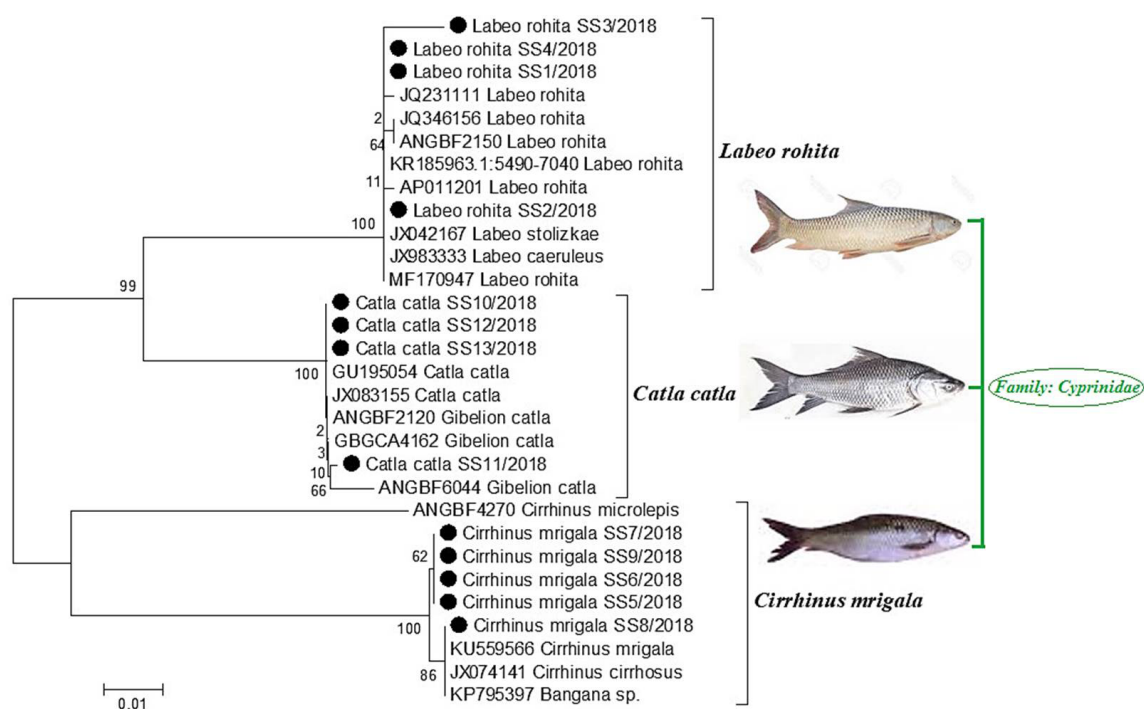 Labeo rohita SS3/2018
Labeo rohita SS4/2018
Labeo rohita SS1/2018
JQ231111 Labeo rohita
2
JQ346156 Labeo rohita
64
ANGBF2150 Labeo rohita
KR185963.1:5490-7040 Labeo rohita
11
AP011201 Labeo rohita
Labeo rohita SS2/2018
100
JX042167 Labeo stolizkae
JX983333 Labeo caeruleus
MF170947 Labeo rohita
Labeo rohita
99
Catla catla SS10/2018
Catla catla SS12/2018
Catla catla SS13/2018
100
GU195054 Catla catla
JX083155 Catla catla
ANGBF2120 Gibelion catla
2
GBGCA4162 Gibelion catla
3
Catla catla SS11/2018
10
66
ANGBF6044 Gibelion catla
Catla catla
Family: Cyprinidae
ANGBF4270 Cirrhinus microlepis
Cirrhinus mrigala SS7/2018
62
Cirrhinus mrigala SS9/2018
Cirrhinus mrigala SS6/2018
Cirrhinus mrigala SS5/2018
100
Cirrhinus mrigala SS8/2018
KU559566 Cirrhinus mrigala
86
JX074141 Cirrhinus cirrhosus
KP795397 Bangana sp.
Cirrhinus mrigala
0.01